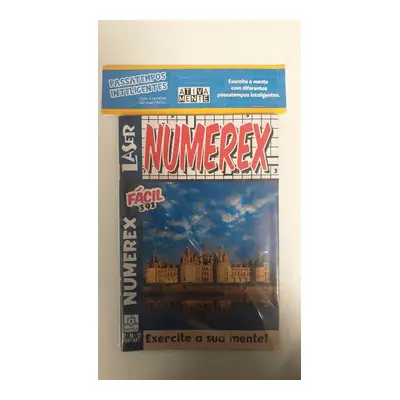 PASSATEMPOS
INTELIGENTES
ATIVA
MENTE
Exercite a mente
com diferentes
passatempos inteligentes.
LASER
NUMEREX
FÁCIL
NUMEREX
Exercite a sua mente!